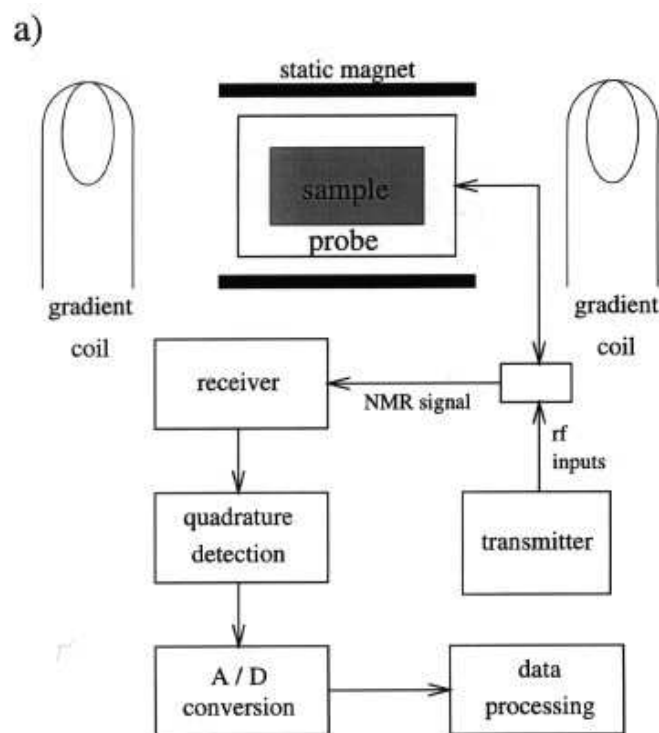 a)
static magnet
sample
probe
gradient
coil
gradient
coil
receiver
NMR signal
rf
inputs
quadrature
detection
transmitter
A / D
conversion
data
processing